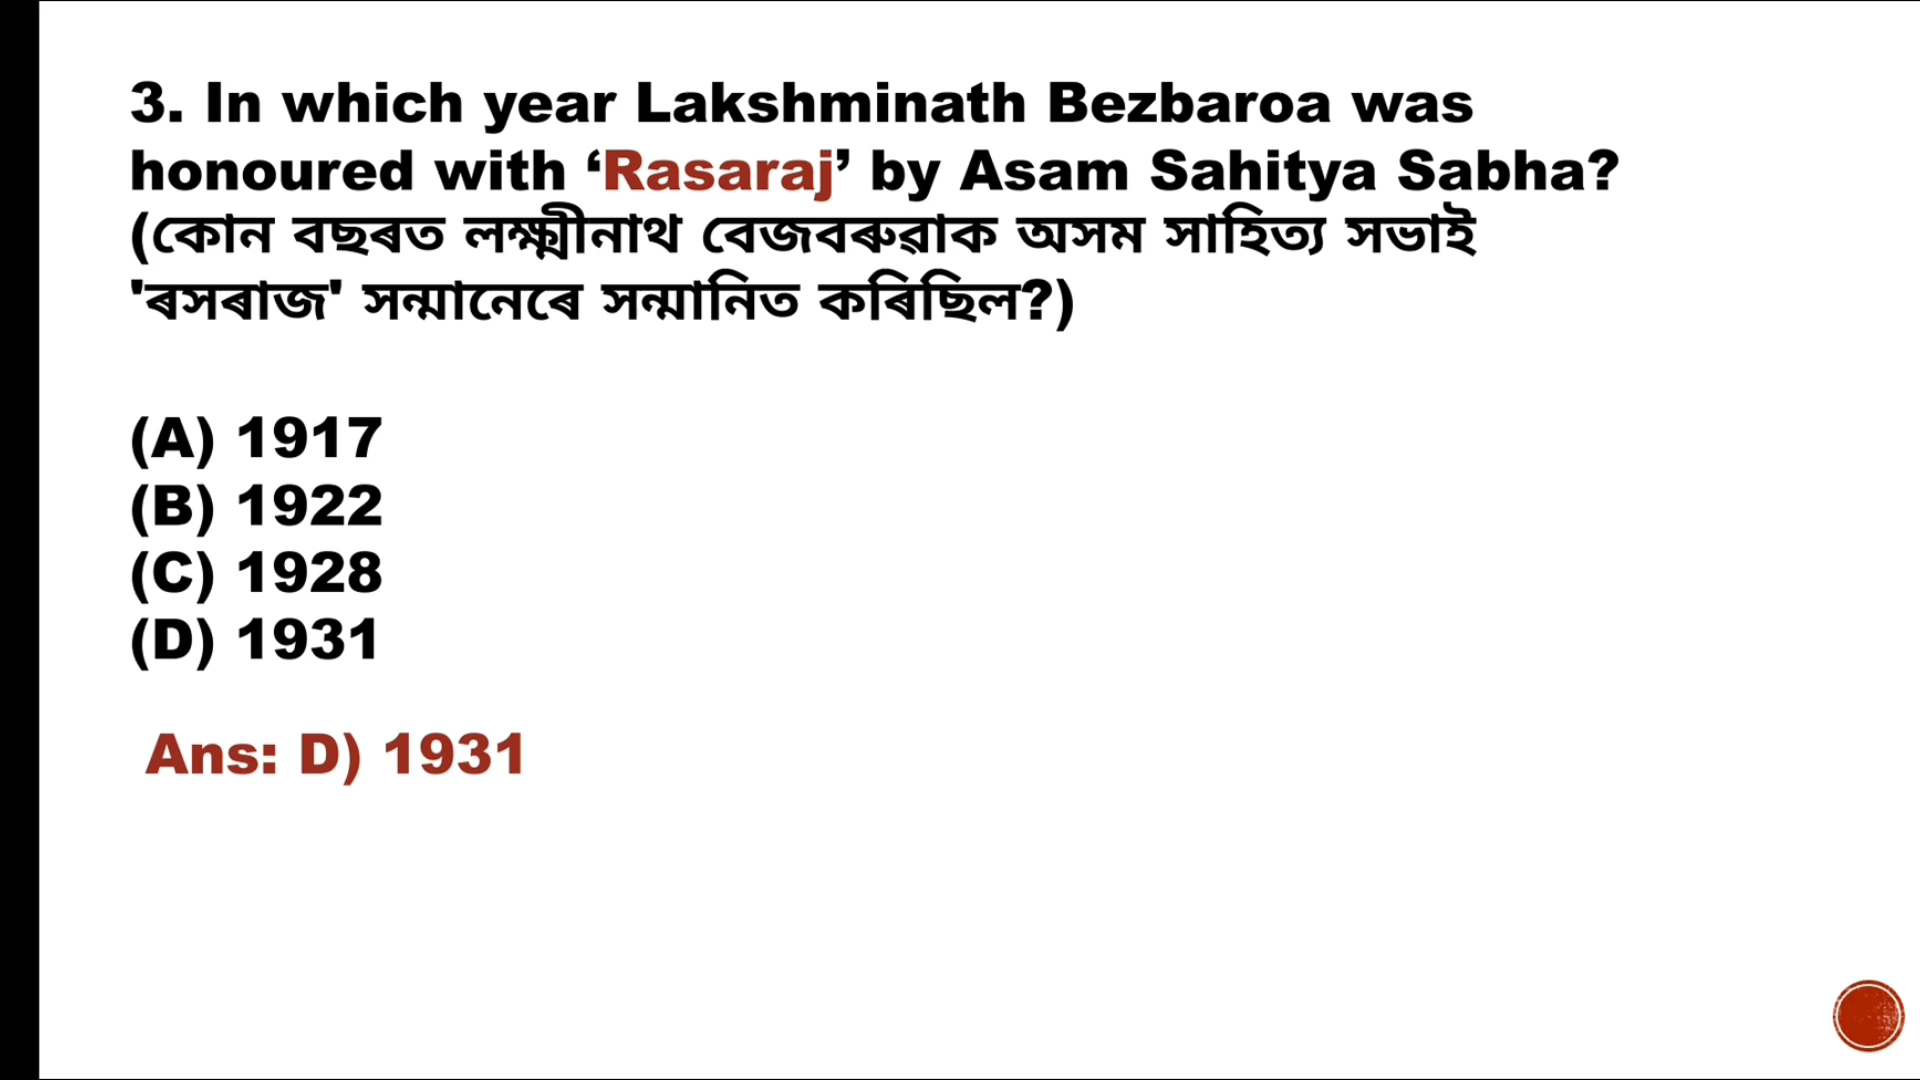 3. In which year Lakshminath Bezbaroa was
honoured with ‘Rasaraj’ by Asam Sahitya Sabha?
(কোন বছৰত লক্ষ্মীনাথ বেজবৰুৱাক অসম সাহিত্য সভাই
'ৰসৰাজ' সন্মানেৰে সন্মানিত কৰিছিল?)
(A) 1917
(B) 1922
(C) 1928
(D) 1931
Ans: D) 1931